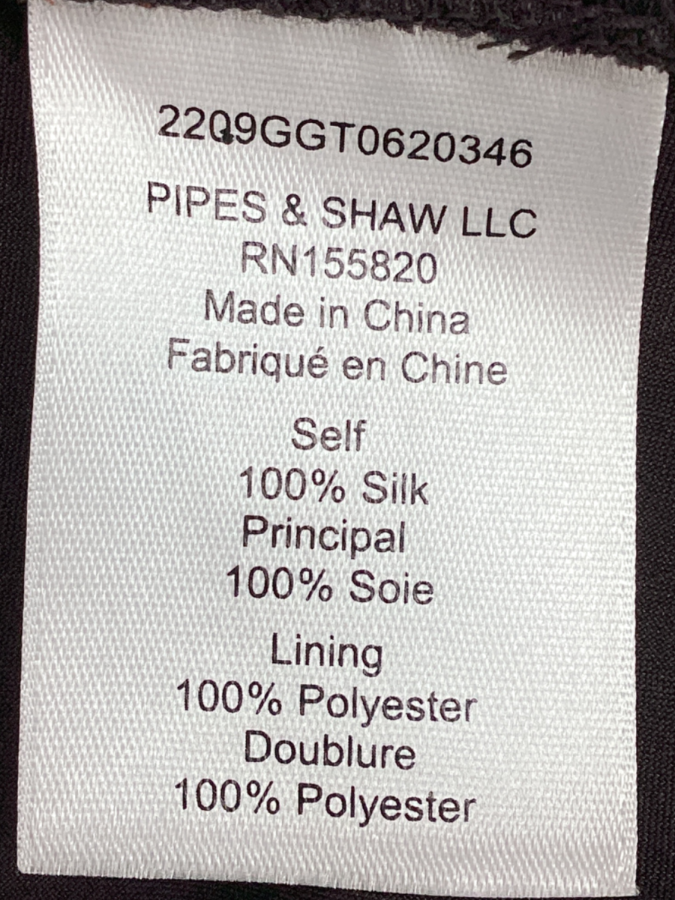 2209GGT0620346
PIPES & SHAW LLC
RN155820
Made in China
Fabriqué en Chine
Self
100% Silk
Principal
100% Soie
Lining
100% Polyester
Doublure
100% Polyester